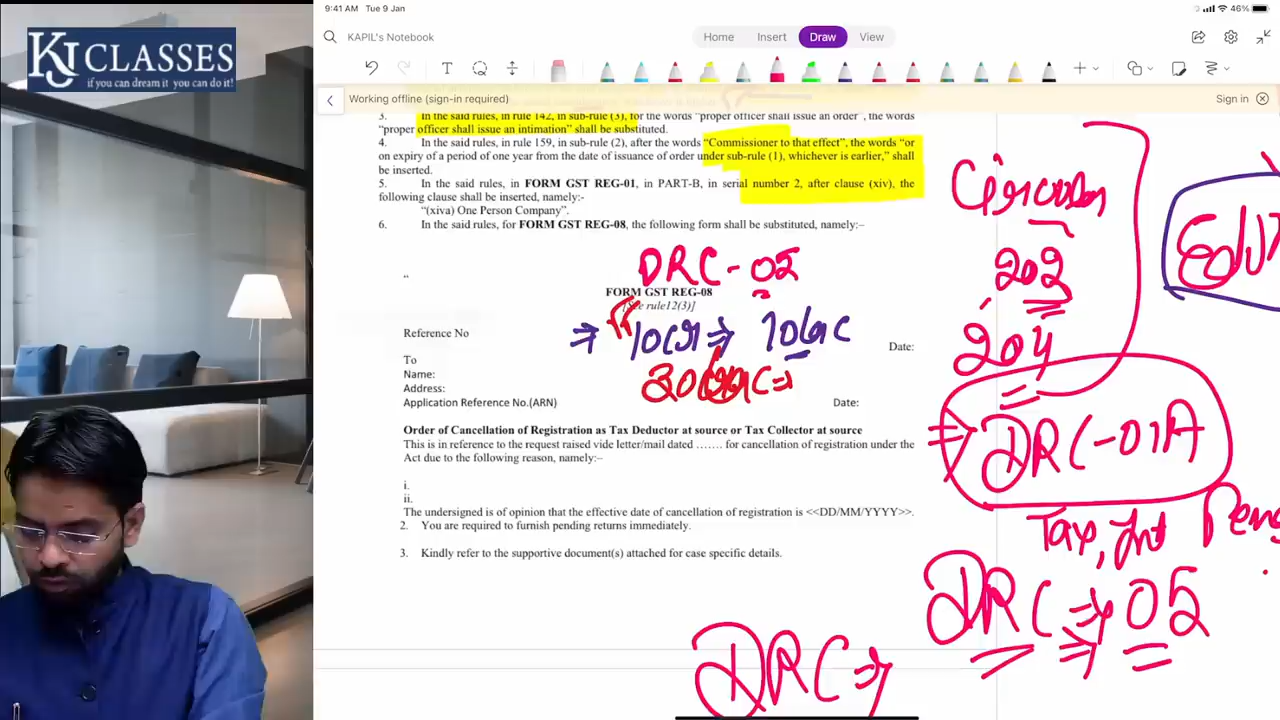 9:41 AM Tue 9 Jan
46%
KJ CLASSES
if you can dream it you can do it!
KAPIL's Notebook
Home Insert Draw View
Working offline (sign-in required)
Sign in
3. In the said rules, in rule 142, in sub-rule (3), for the words “proper officer shall issue an order”, the words
“proper officer shall issue an intimation” shall be substituted.
4. In the said rules, in rule 159, in sub-rule (2), after the words “Commissioner to that effect”, the words “or
on expiry of a period of one year from the date of issuance of order under sub-rule (1), whichever is earlier,” shall
be inserted.
5. In the said rules, in FORM GST REG-01, in PART-B, in serial number 2, after clause (xiv), the
following clause shall be inserted, namely:-
“(xiva) One Person Company”.
6. In the said rules, for FORM GST REG-08, the following form shall be substituted, namely:–
“
DRC-05
FORM GST REG-08
[See rule12(3)]
⇒ 10cr ⇒
Reference No
Date:
To
Name:
Address:
Application Reference No.(ARN) Date:
Order of Cancellation of Registration as Tax Deductor at source or Tax Collector at source
This is in reference to the request raised vide letter/mail dated ……. for cancellation of registration under the
Act due to the following reason, namely:–
i.
ii.
The undersigned is of opinion that the effective date of cancellation of registration is <<DD/MM/YYYY>>.
2. You are required to furnish pending returns immediately.
3. Kindly refer to the supportive document(s) attached for case specific details.
202
204
⇒ DRC-01A
Tax, Int
DRC ⇒ 05
⇒
DRC ⇒